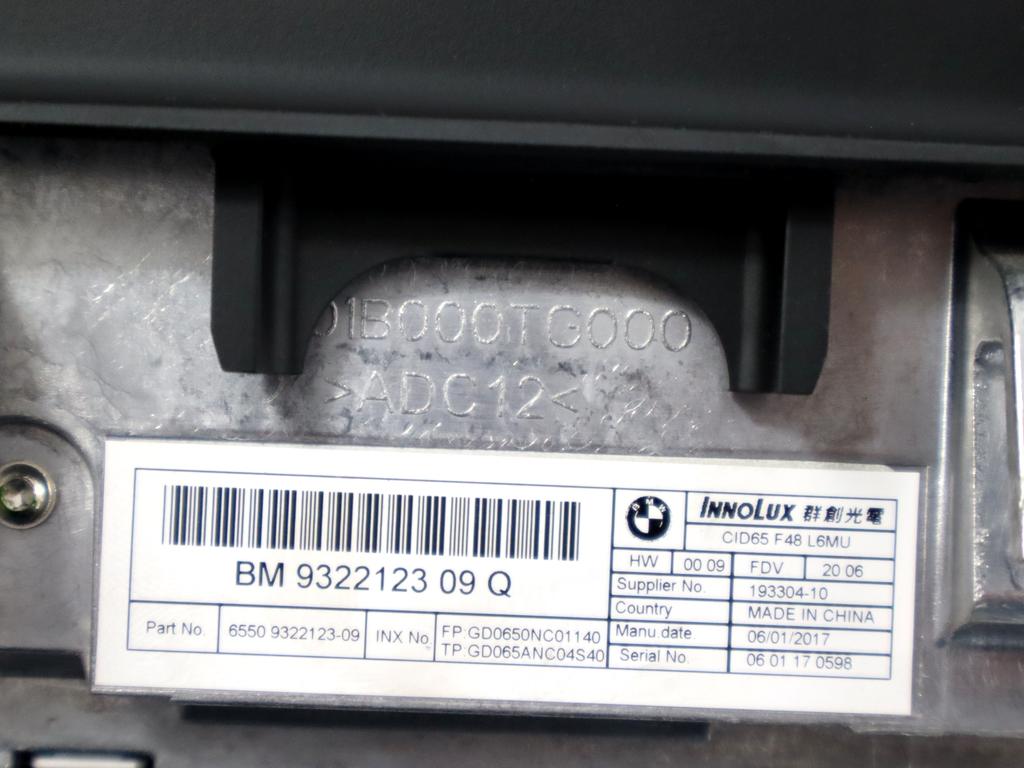 01B000TG000
>ADC12<
BM 9322123 09 Q
Part No. 6550 9322123-09 INX No. FP:GD0650NC01140
TP:GD065ANC04S40
BMW
INNOLUX 群創光電
CID65 F48 L6MU
HW 00 09 FDV 20 06
Supplier No. 193304-10
Country MADE IN CHINA
Manu.date. 06/01/2017
Serial No. 06 01 17 0598